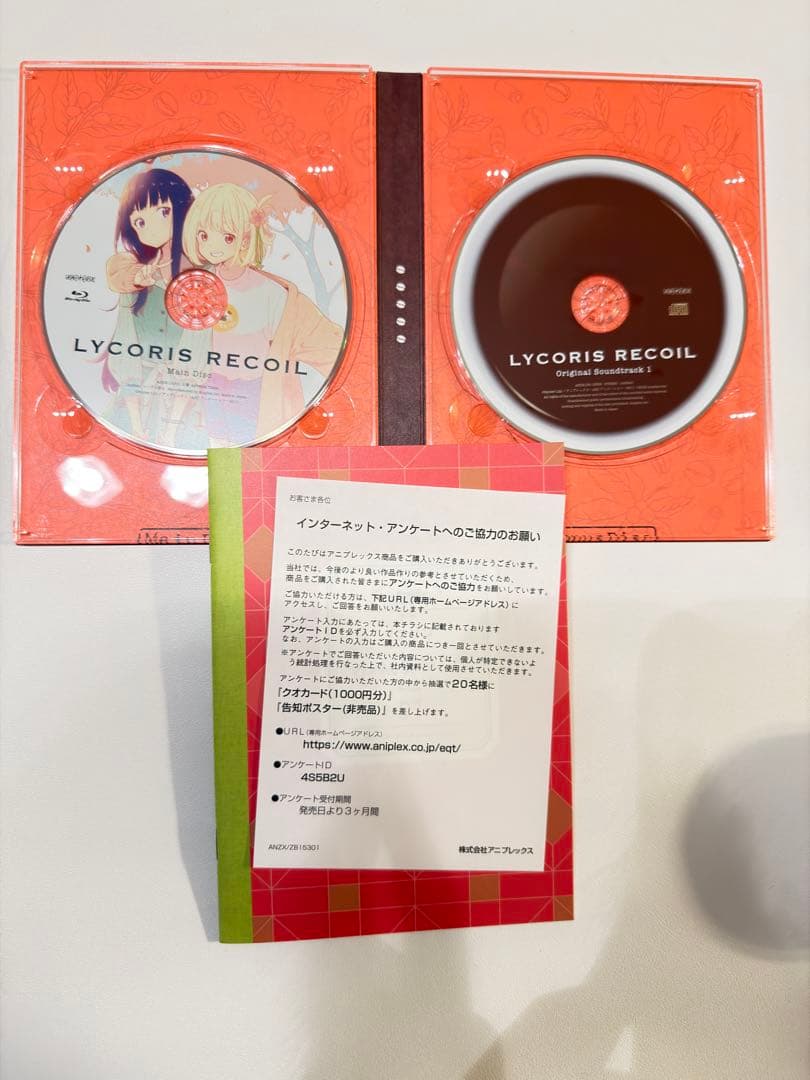 Blu-ray Disc
LYCORIS RECOIL
Main Disc
LYCORIS RECOIL
Original Soundtrack 1
お客さま各位
インターネット・アンケートへのご協力のお願い
このたびはアニプレックス商品をご購入いただきありがとうございます。
当社では、今後のより良い作品作りの参考とさせていただくため、
商品をご購入された皆さまにアンケートへのご協力をお願いしています。
ご協力いただける方は、下記URL(専用ホームページアドレス)に
アクセスし、ご回答をお願いいたします。
アンケート入力にあたっては、本チラシに記載されております
アンケートIDを必ず入力してください。
なお、アンケートの入力はご購入の商品につき一回とさせていただきます。
※アンケートでご回答いただいた内容については、個人が特定できないよ
う統計処理を行なった上で、社内資料として使用させていただきます。
アンケートにご協力いただいた方の中から抽選で20名様に
『クオカード(1000円分)』
『告知ポスター(非売品)』を差し上げます。
●URL(専用ホームページアドレス)
https://www.aniplex.co.jp/eqt/
●アンケートID
4S5B2U
●アンケート受付期間
発売日より3ヶ月間
ANZX/ZB15301
株式会社アニプレックス